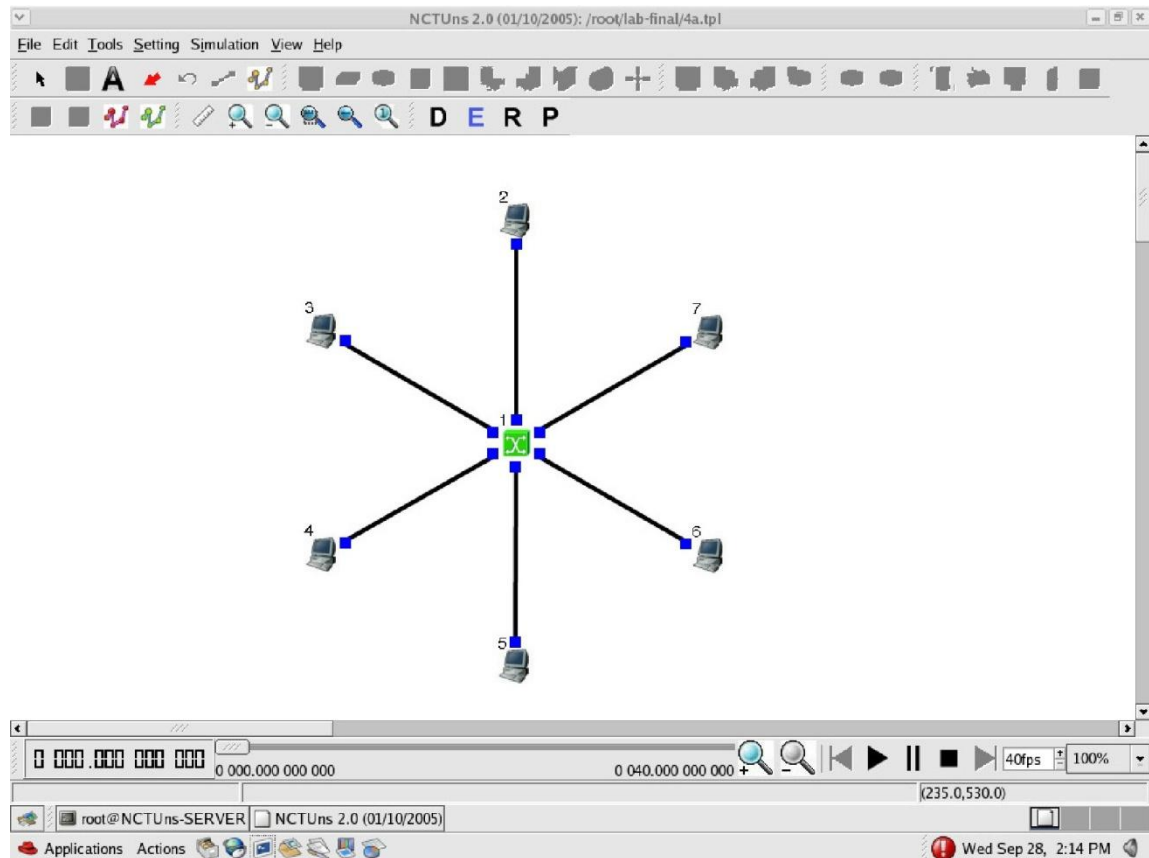 NCTUns 2.0 (01/10/2005): /root/lab-final/4a.tpl
File Edit Tools Setting Simulation View Help
A
D E R P
2
3
7
1
4
6
5
0 000.000 000 000
0 000.000 000 000
0 040.000 000 000
40fps
100%
(235.0,530.0)
root@NCTUns-SERVER
NCTUns 2.0 (01/10/2005)
Applications Actions
Wed Sep 28, 2:14 PM